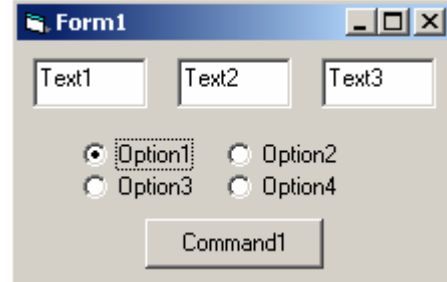 Form1
Text1 Text2 Text3
Option1 Option2
Option3 Option4
Command1